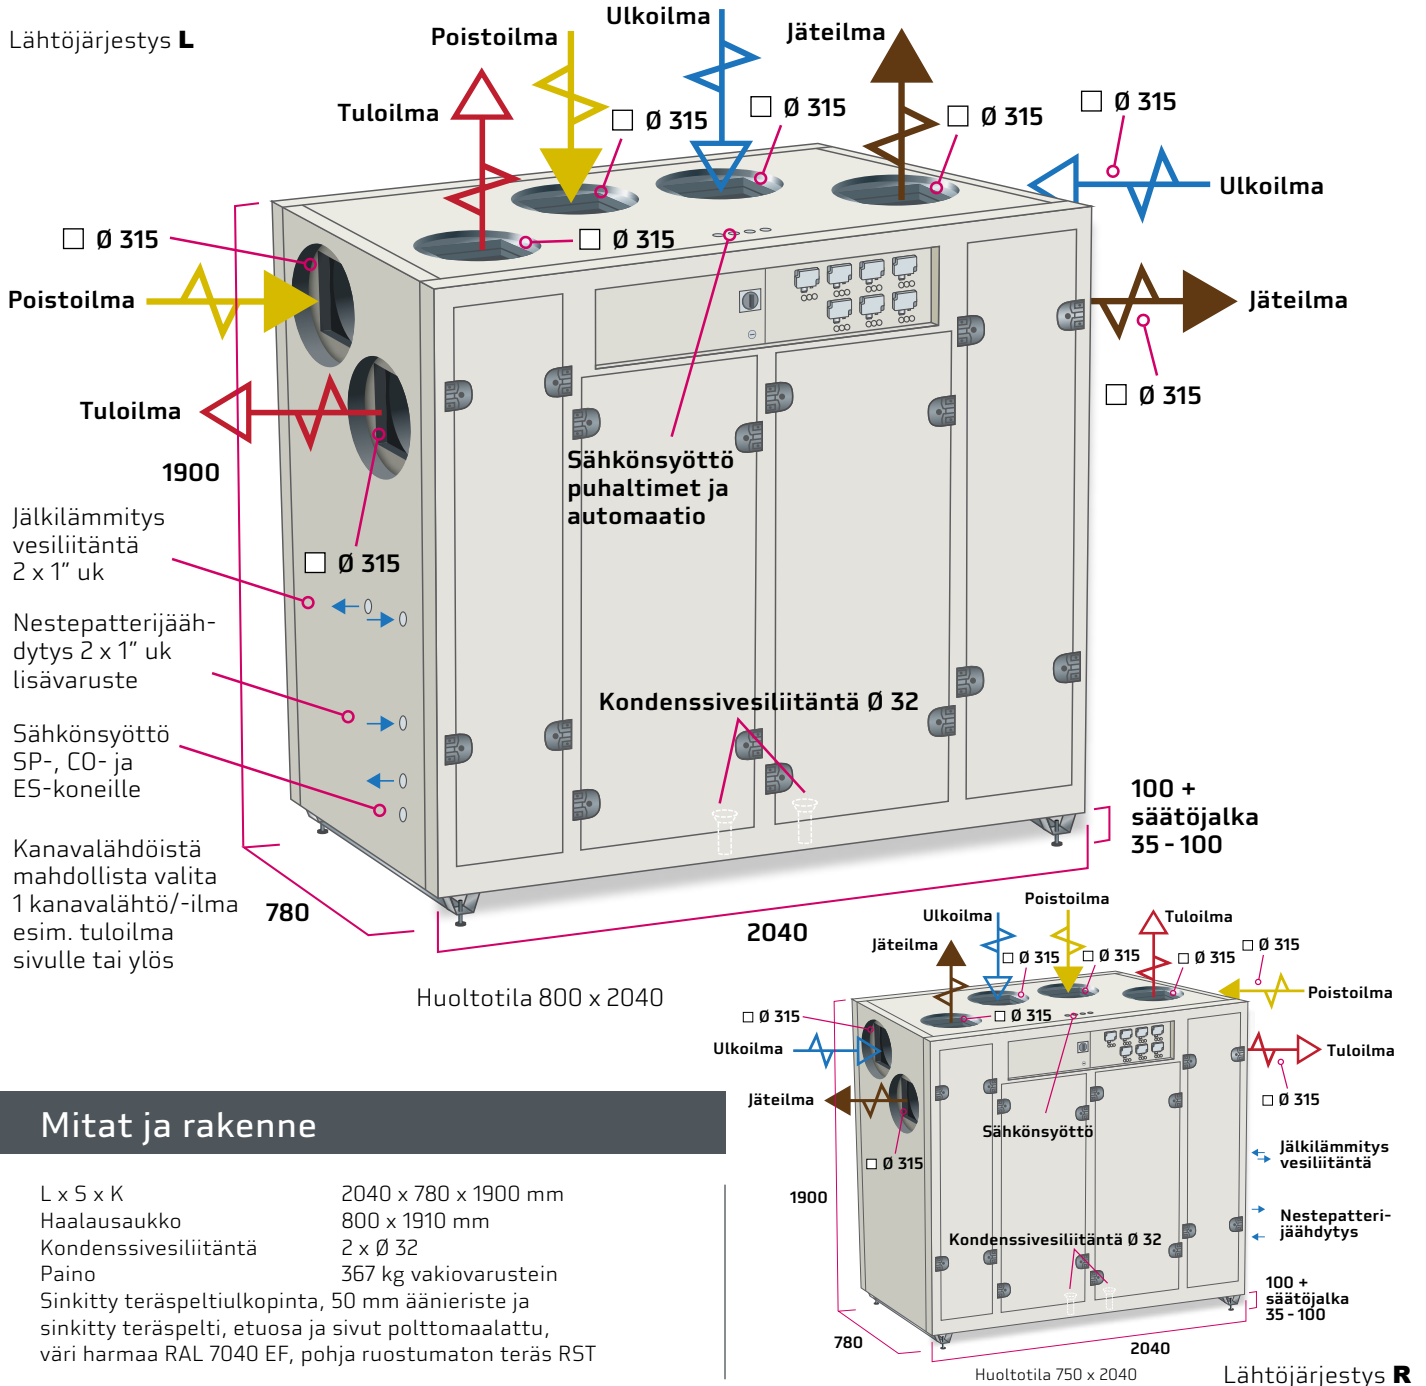 Lähtöjärjestys L
Ulkoilma
Poistoilma
Jäteilma
Tuloilma
□ Ø 315
□ Ø 315
□ Ø 315
□ Ø 315
Ulkoilma
□ Ø 315
□ Ø 315
Poistoilma
Jäteilma
□ Ø 315
Tuloilma
1900
Sähkönsyöttö
puhaltimet ja
automaatio
Jälkilämmitys
vesiliitäntä
2 x 1” uk
□ Ø 315
Nestepatterijääh-
dytys 2 x 1” uk
lisävaruste
Kondenssivesiliitäntä Ø 32
Sähkönsyöttö
SP-, CO- ja
ES-koneille
100 +
säätöjalka
35 - 100
Kanavalähdöistä
mahdollista valita
1 kanavalähtö/-ilma
esim. tuloilma
sivulle tai ylös
780
2040
Huoltotila 800 x 2040
Poistoilma
Ulkoilma
Tuloilma
Jäteilma
□ Ø 315
□ Ø 315
□ Ø 315
□ Ø 315
Poistoilma
□ Ø 315
□ Ø 315
Ulkoilma
Tuloilma
Jäteilma
□ Ø 315
Sähkönsyöttö
□ Ø 315
Jälkilämmitys
vesiliitäntä
1900
Nestepatteri-
jäähdytys
Kondenssivesiliitäntä Ø 32
100 +
säätöjalka
35 - 100
780
2040
Huoltotila 750 x 2040
Lähtöjärjestys R
Mitat ja rakenne
L x S x K 2040 x 780 x 1900 mm
Haalausaukko 800 x 1910 mm
Kondenssivesiliitäntä 2 x Ø 32
Paino 367 kg vakiovarustein
Sinkitty teräspeltiulkopinta, 50 mm äänieriste ja
sinkitty teräspelti, etuosa ja sivut polttomaalattu,
väri harmaa RAL 7040 EF, pohja ruostumaton teräs RST